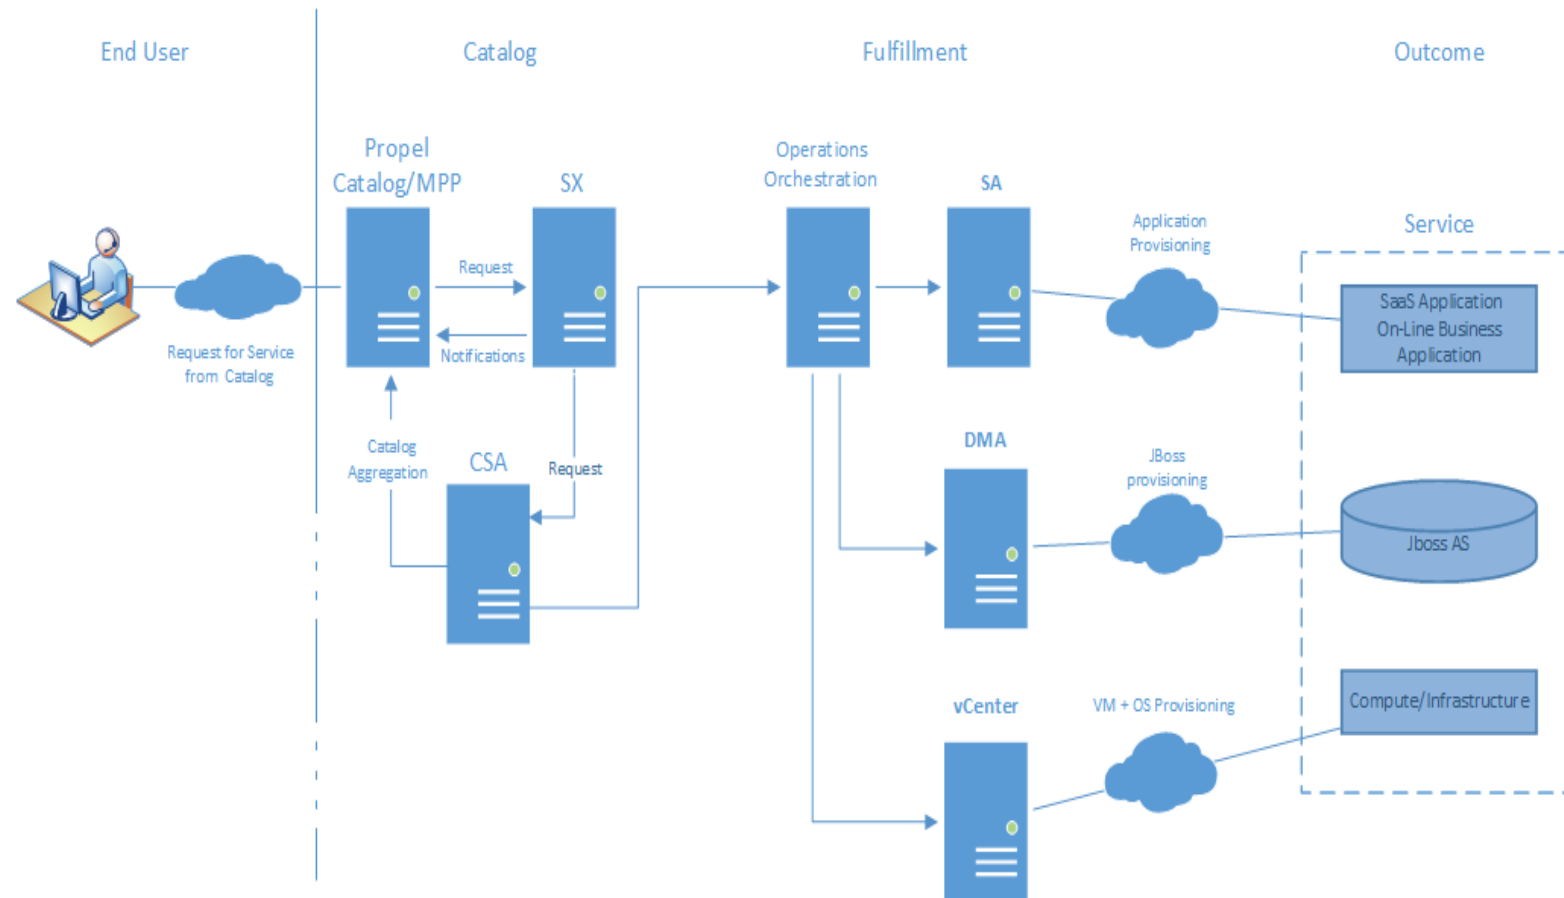 End User
Catalog
Fulfillment
Outcome
Propel
Catalog/MPP
SX
Operations
Orchestration
SA
Application
Provisioning
Service
Request
Notifications
Request for Service
from Catalog
SaaS Application
On-Line Business
Application
Catalog
Aggregation
CSA
Request
DMA
JBoss
provisioning
Jboss AS
vCenter
VM + OS Provisioning
Compute/Infrastructure